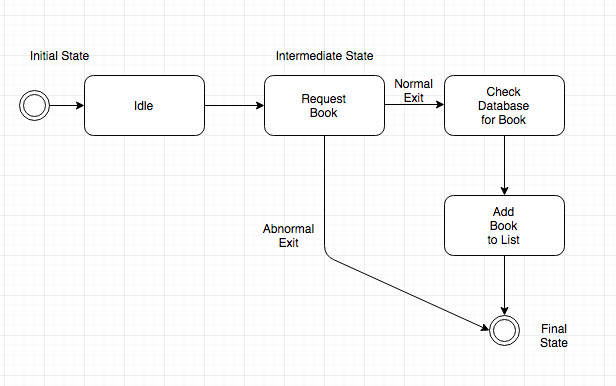 Initial State
Intermediate State
Idle
Request
Book
Normal
Exit
Check
Database
for Book
Add
Book
to List
Abnormal
Exit
Final
State